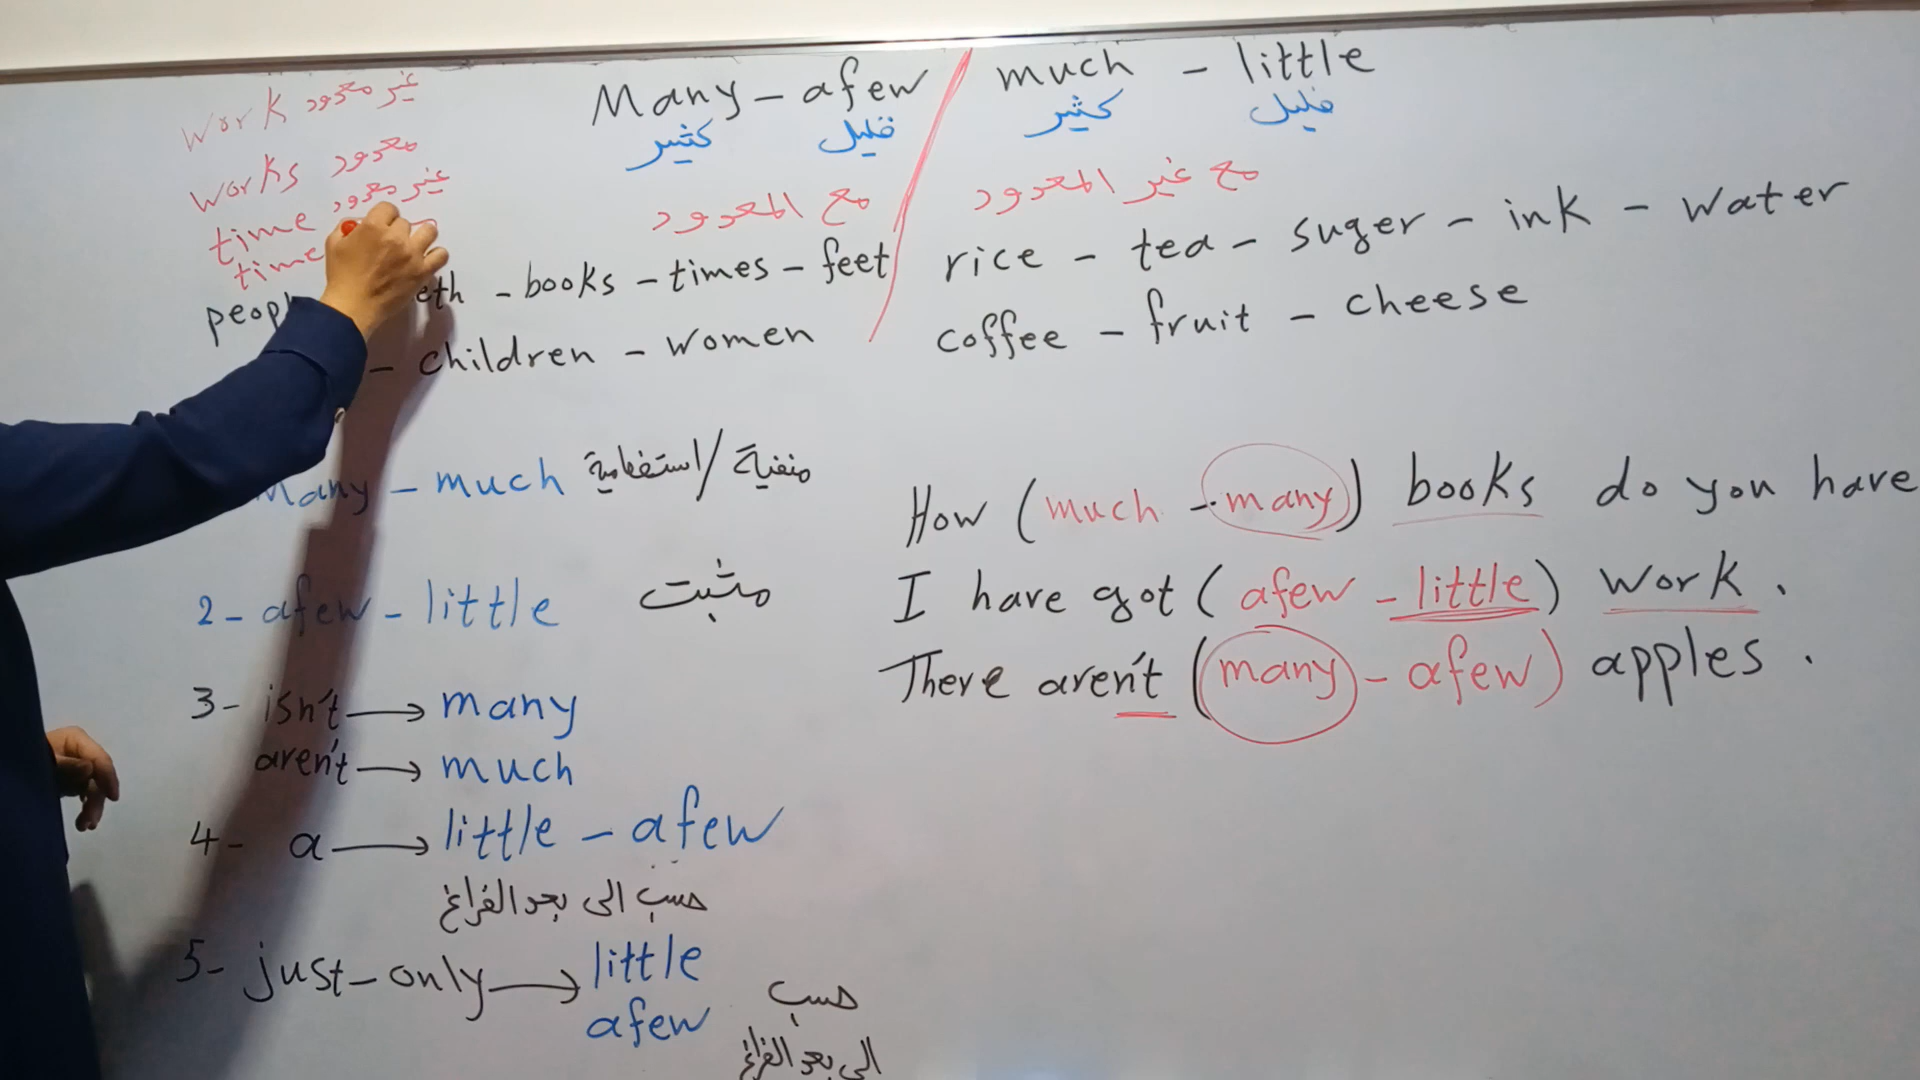 work غير معدود
works معدود
time غير معدود
time
Many - afew
كثير قليل
مع المعدود
- books - times - feet
- children - women
much - little
كثير قليل
مع غير المعدود
rice - tea - suger - ink - water
coffee - fruit - cheese
Many - much استفهامية / منفية
2- afew - little مثبت
3- isn't → many
aren't → much
4- a → little - afew
حسب الى بعد الفراغ
5- just - only → little
afew
حسب
الى بعد الفراغ
How (much - many) books do you have
I have got (afew - little) work.
There aren't (many - afew) apples.